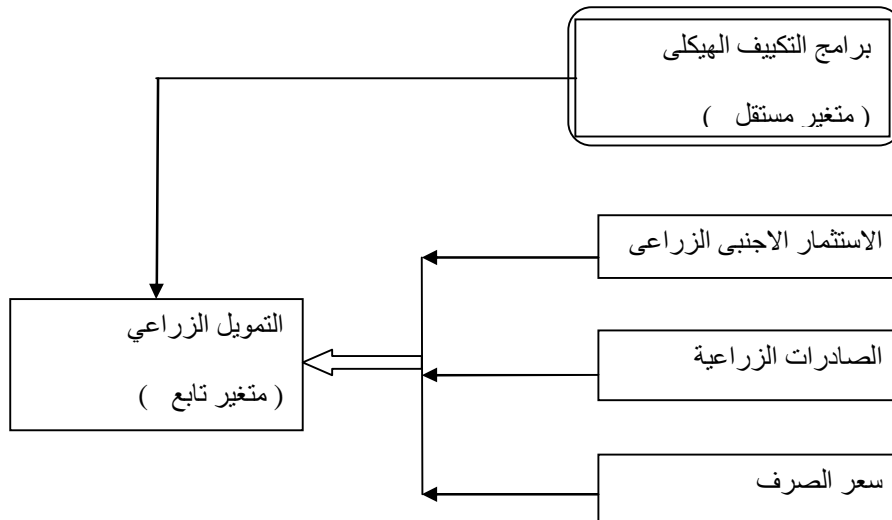 برامج التكييف الهيكلى
( متغير مستقل )
الاستثمار الاجنبى الزراعى
التمويل الزراعي
( متغير تابع )
الصادرات الزراعية
سعر الصرف